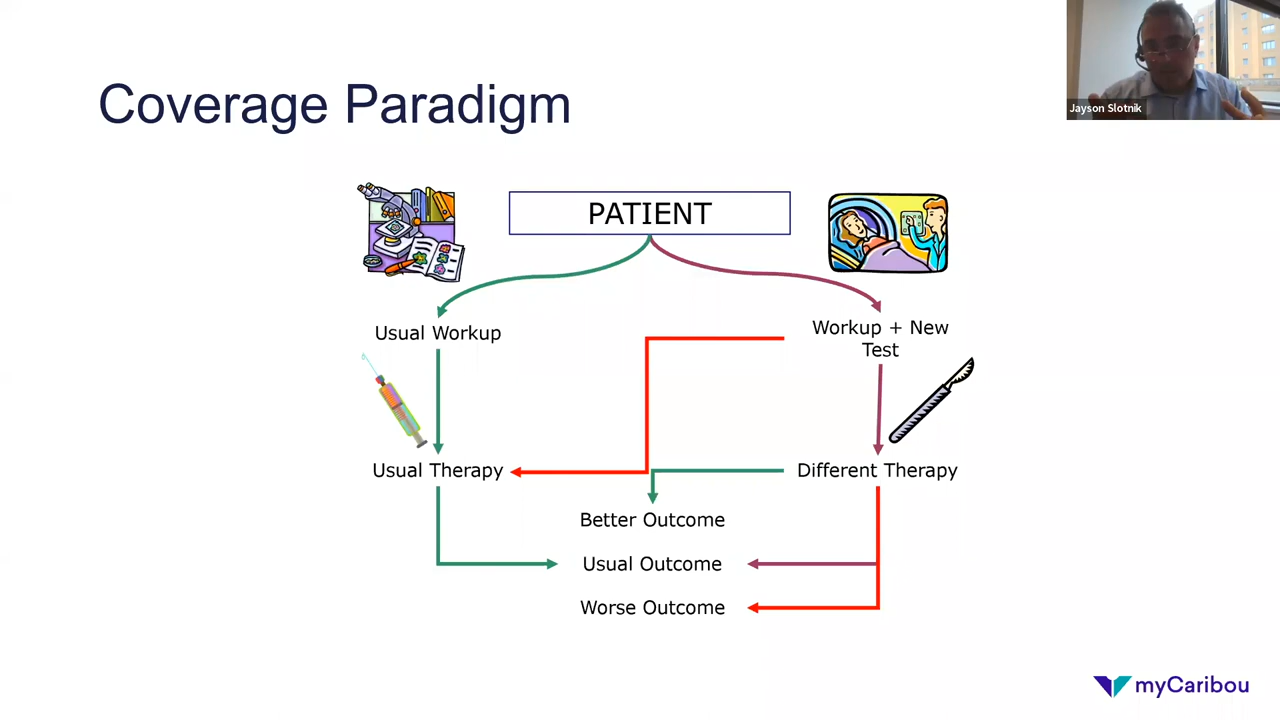 Jayson Slotnik
Coverage Paradigm
PATIENT
Usual Workup
Workup + New
Test
Usual Therapy
Different Therapy
Better Outcome
Usual Outcome
Worse Outcome
myCaribou